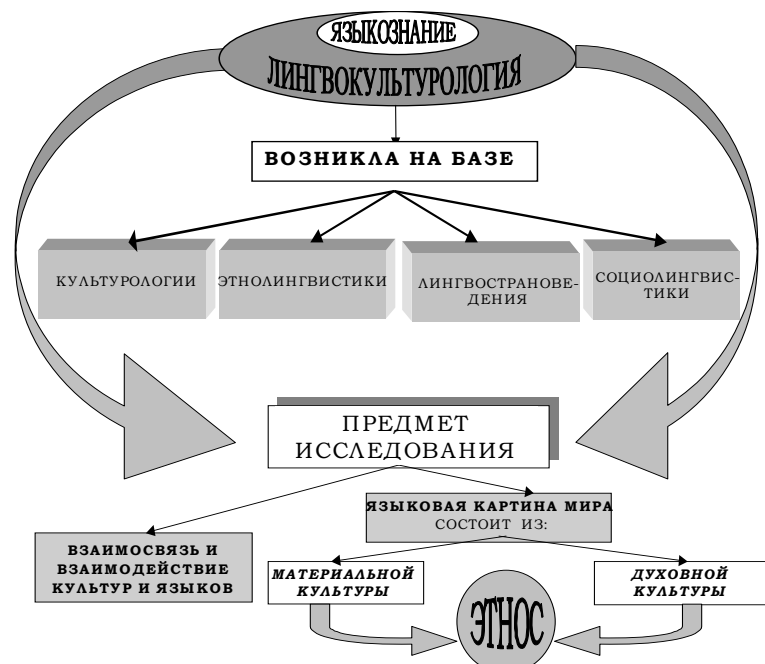 ЯЗЫКОЗНАНИЕ
ЛИНГВОКУЛЬТУРОЛОГИЯ
ВОЗНИКЛА НА БАЗЕ
КУЛЬТУРОЛОГИИ
ЭТНОЛИНГВИСТИКИ
ЛИНГВОСТРАНОВЕ-
ДЕНИЯ
СОЦИОЛИНГВИС-
ТИКИ
ПРЕДМЕТ
ИССЛЕДОВАНИЯ
ВЗАИМОСВЯЗЬ И
ВЗАИМОДЕЙСТВИЕ
КУЛЬТУР И ЯЗЫКОВ
ЯЗЫКОВАЯ КАРТИНА МИРА
СОСТОИТ ИЗ:
МАТЕРИАЛЬНОЙ
КУЛЬТУРЫ
ДУХОВНОЙ
КУЛЬТУРЫ
ЭТНОС